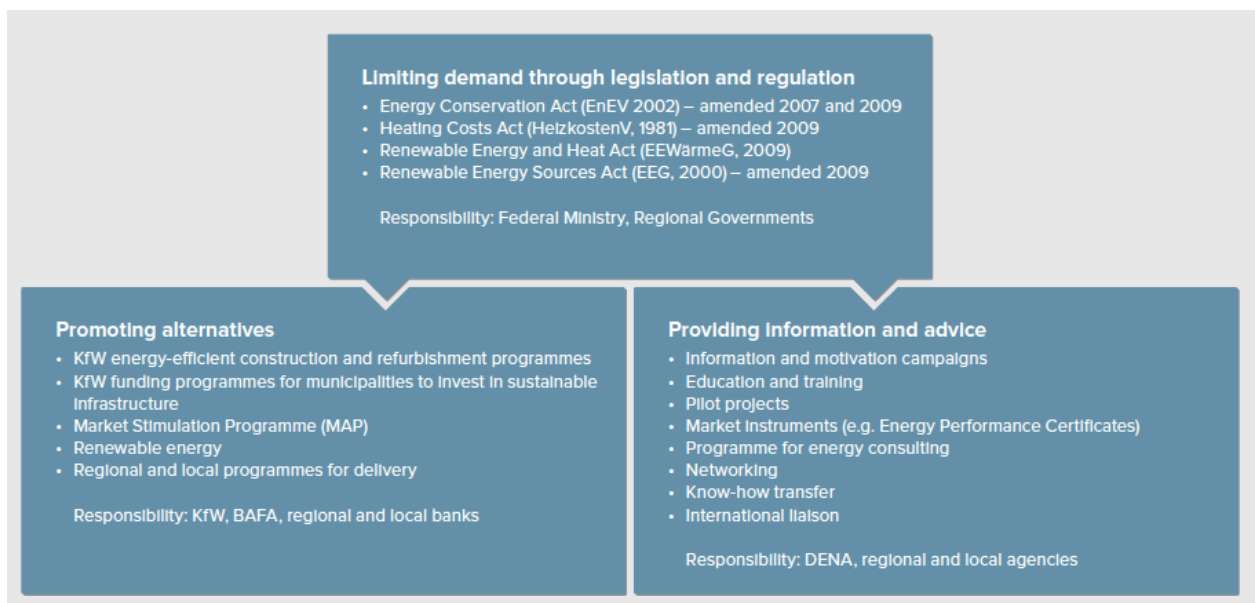 Limiting demand through legislation and regulation
• Energy Conservation Act (EnEV 2002) – amended 2007 and 2009
• Heating Costs Act (HeizkostenV, 1981) – amended 2009
• Renewable Energy and Heat Act (EEWärmeG, 2009)
• Renewable Energy Sources Act (EEG, 2000) – amended 2009
Responsibility: Federal Ministry, Regional Governments
Promoting alternatives
• KfW energy-efficient construction and refurbishment programmes
• KfW funding programmes for municipalities to invest in sustainable
infrastructure
• Market Stimulation Programme (MAP)
• Renewable energy
• Regional and local programmes for delivery
Responsibility: KfW, BAFA, regional and local banks
Providing information and advice
• Information and motivation campaigns
• Education and training
• Pilot projects
• Market instruments (e.g. Energy Performance Certificates)
• Programme for energy consulting
• Networking
• Know-how transfer
• International liaison
Responsibility: DENA, regional and local agencies